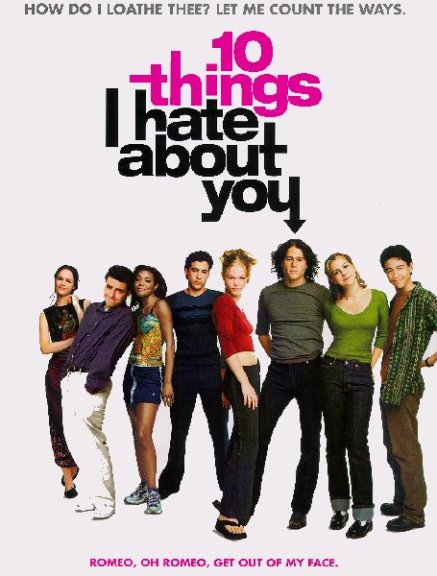 HOW DO I LOATHE THEE? LET ME COUNT THE WAYS.
10
things
I hate
about
you
ROMEO, OH ROMEO, GET OUT OF MY FACE.